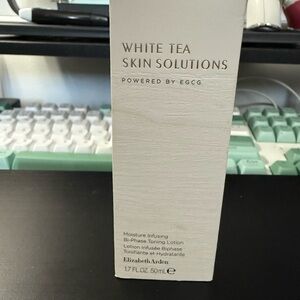 WHITE TEA
SKIN SOLUTIONS
POWERED BY EGCG
Moisture Infusing
Bi-Phase Toning Lotion
Lotion Infusée Biphase
Tonifiante et Hydratante
Elizabeth Arden
1.7 FL.OZ. 50mL e